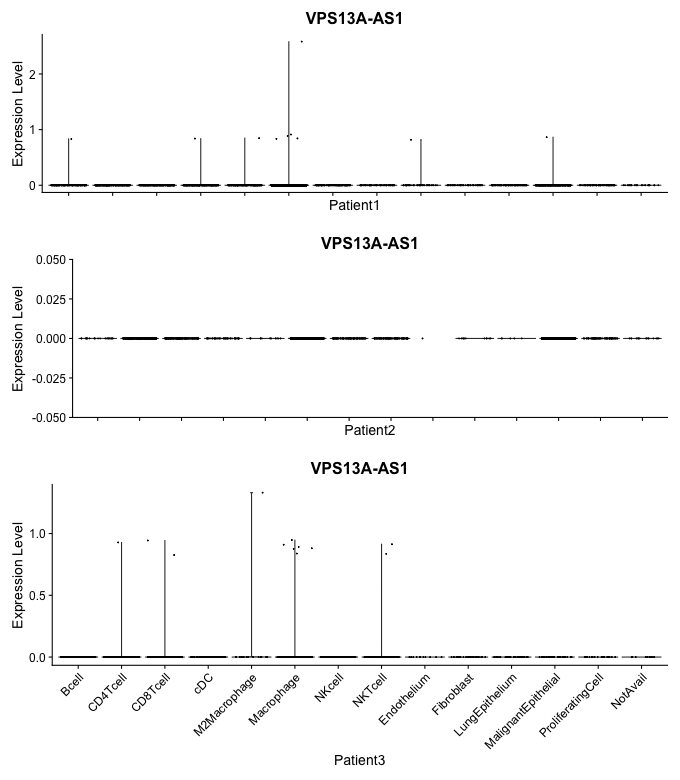 VPS13A-AS1
Expression Level
2
1
0
Patient1
VPS13A-AS1
Expression Level
0.050
0.025
0.000
-0.025
-0.050
Patient2
VPS13A-AS1
Expression Level
1.0
0.5
0.0
Bcell
CD4Tcell
CD8Tcell
cDC
M2Macrophage
Macrophage
NKcell
NKTcell
Endothelium
Fibroblast
LungEpithelium
MalignantEpithelial
ProliferatingCell
NotAvail
Patient3